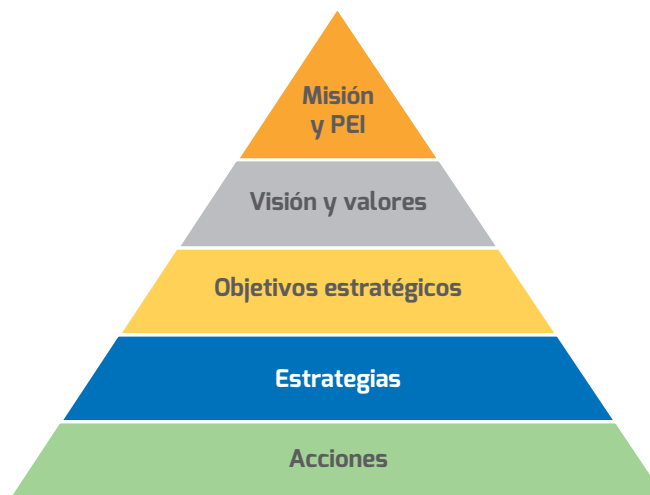 Misión
y PEI
Visión y valores
Objetivos estratégicos
Estrategias
Acciones